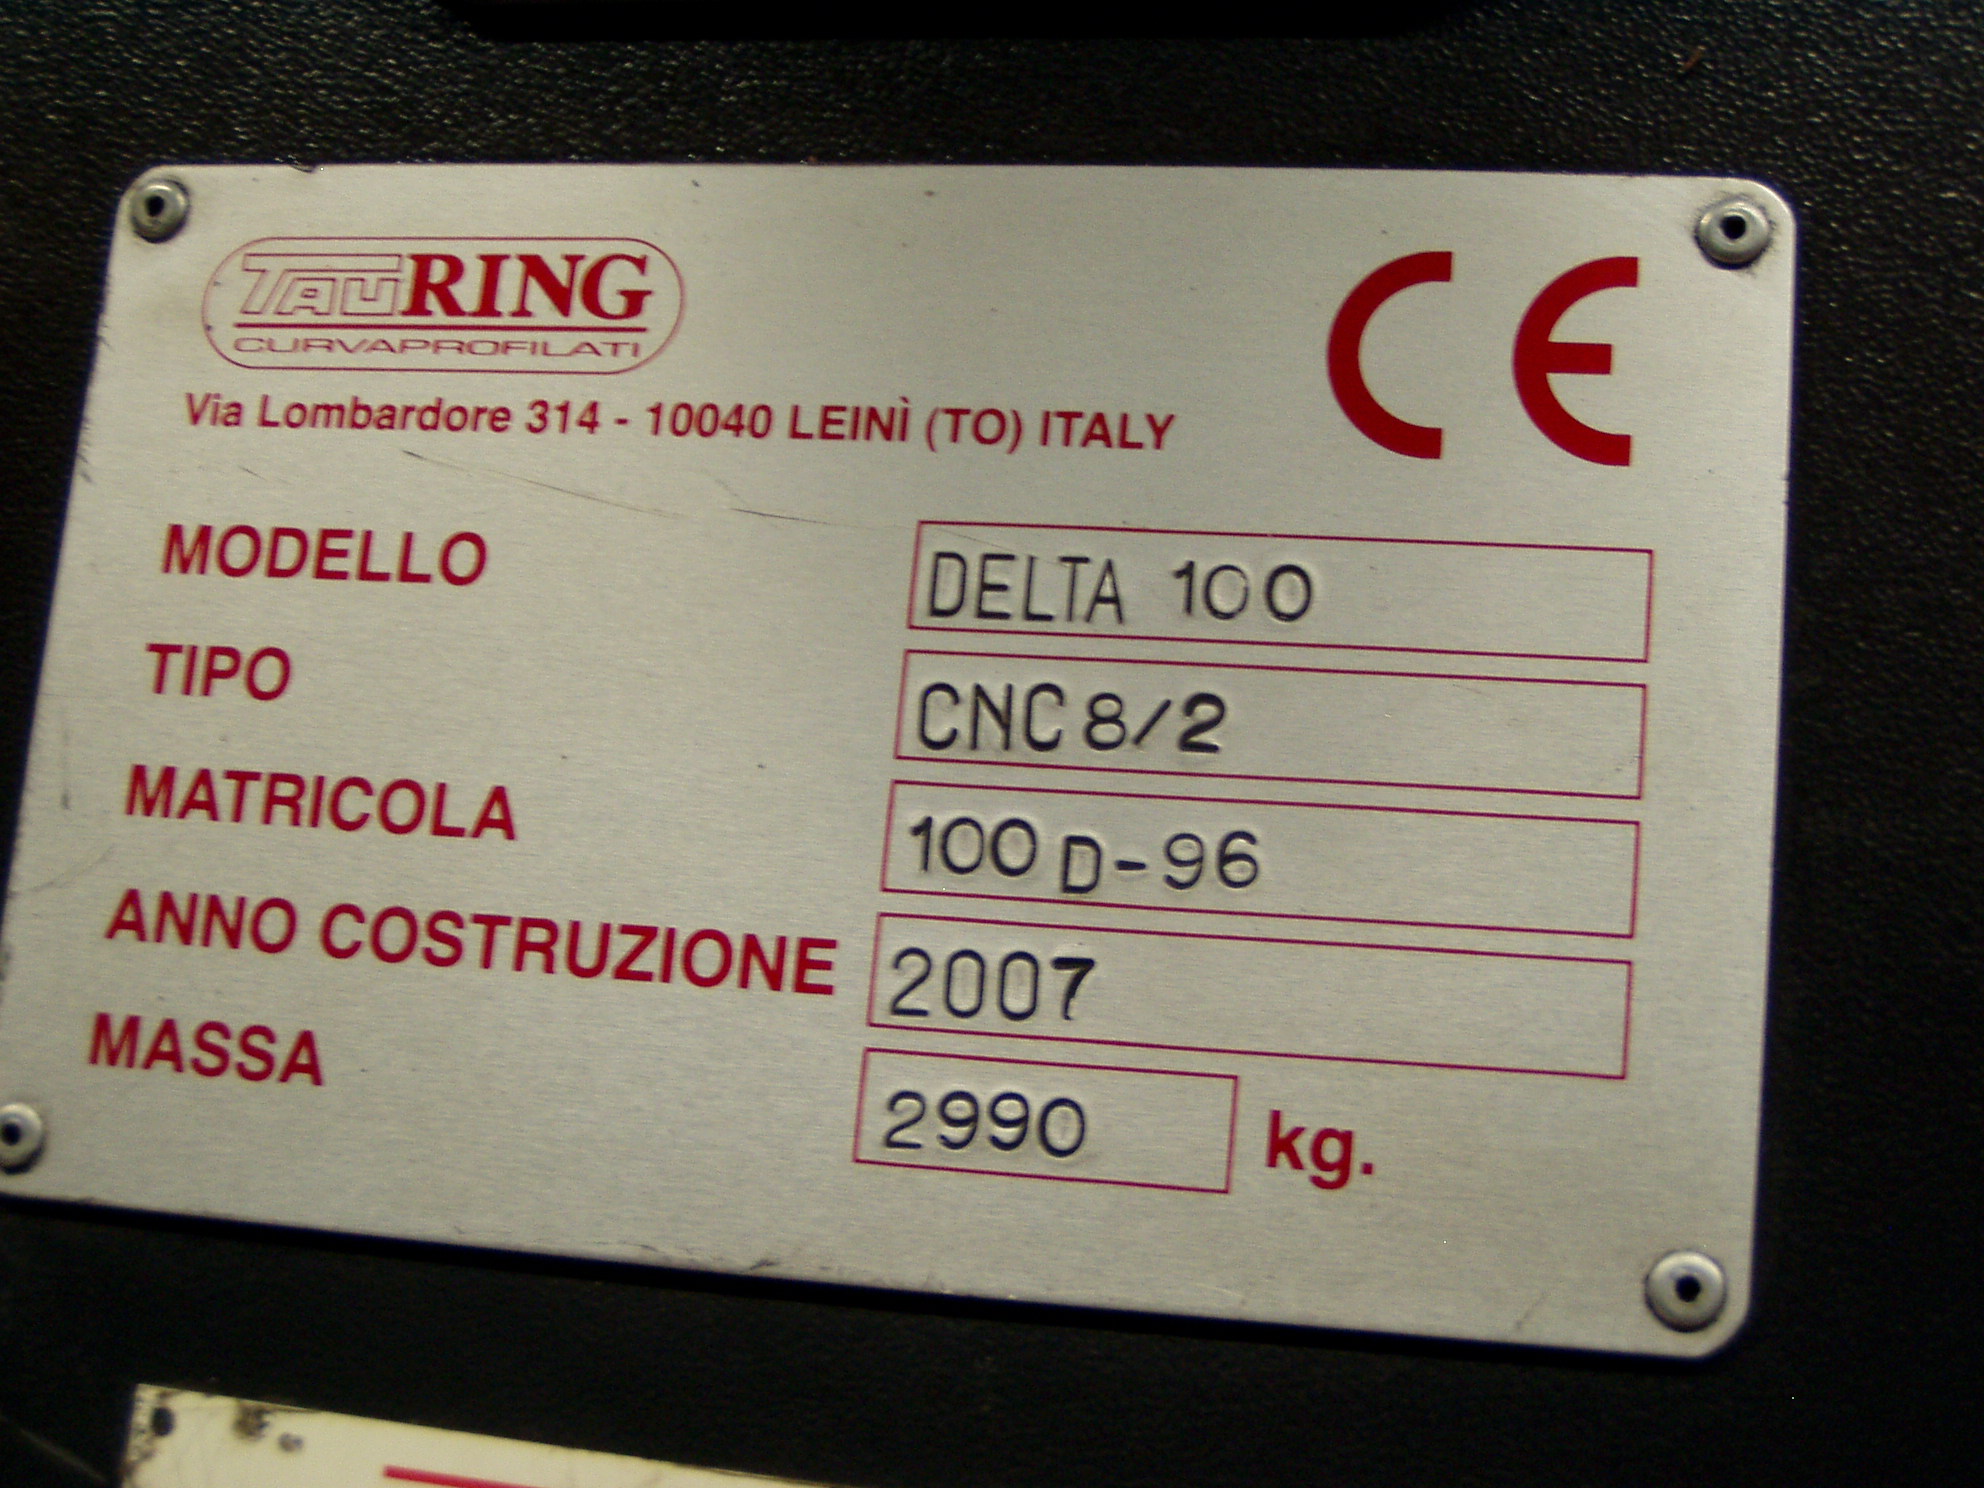 TauRING
CURVAPROFILATI
CE
Via Lombardore 314 - 10040 LEINÌ (TO) ITALY
MODELLO DELTA 100
TIPO CNC 8/2
MATRICOLA 100 D-96
ANNO COSTRUZIONE 2007
MASSA 2990 kg.